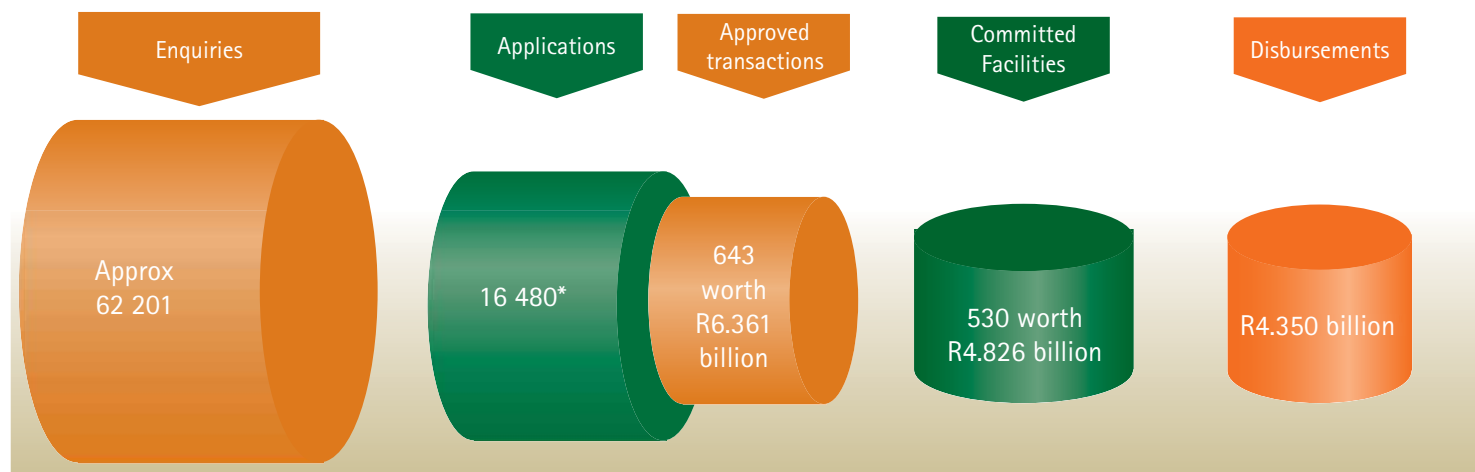 Enquiries
Applications
Approved
transactions
Committed
Facilities
Disbursements
Approx
62 201
16 480*
643
worth
R6.361
billion
530 worth
R4.826 billion
R4.350 billion